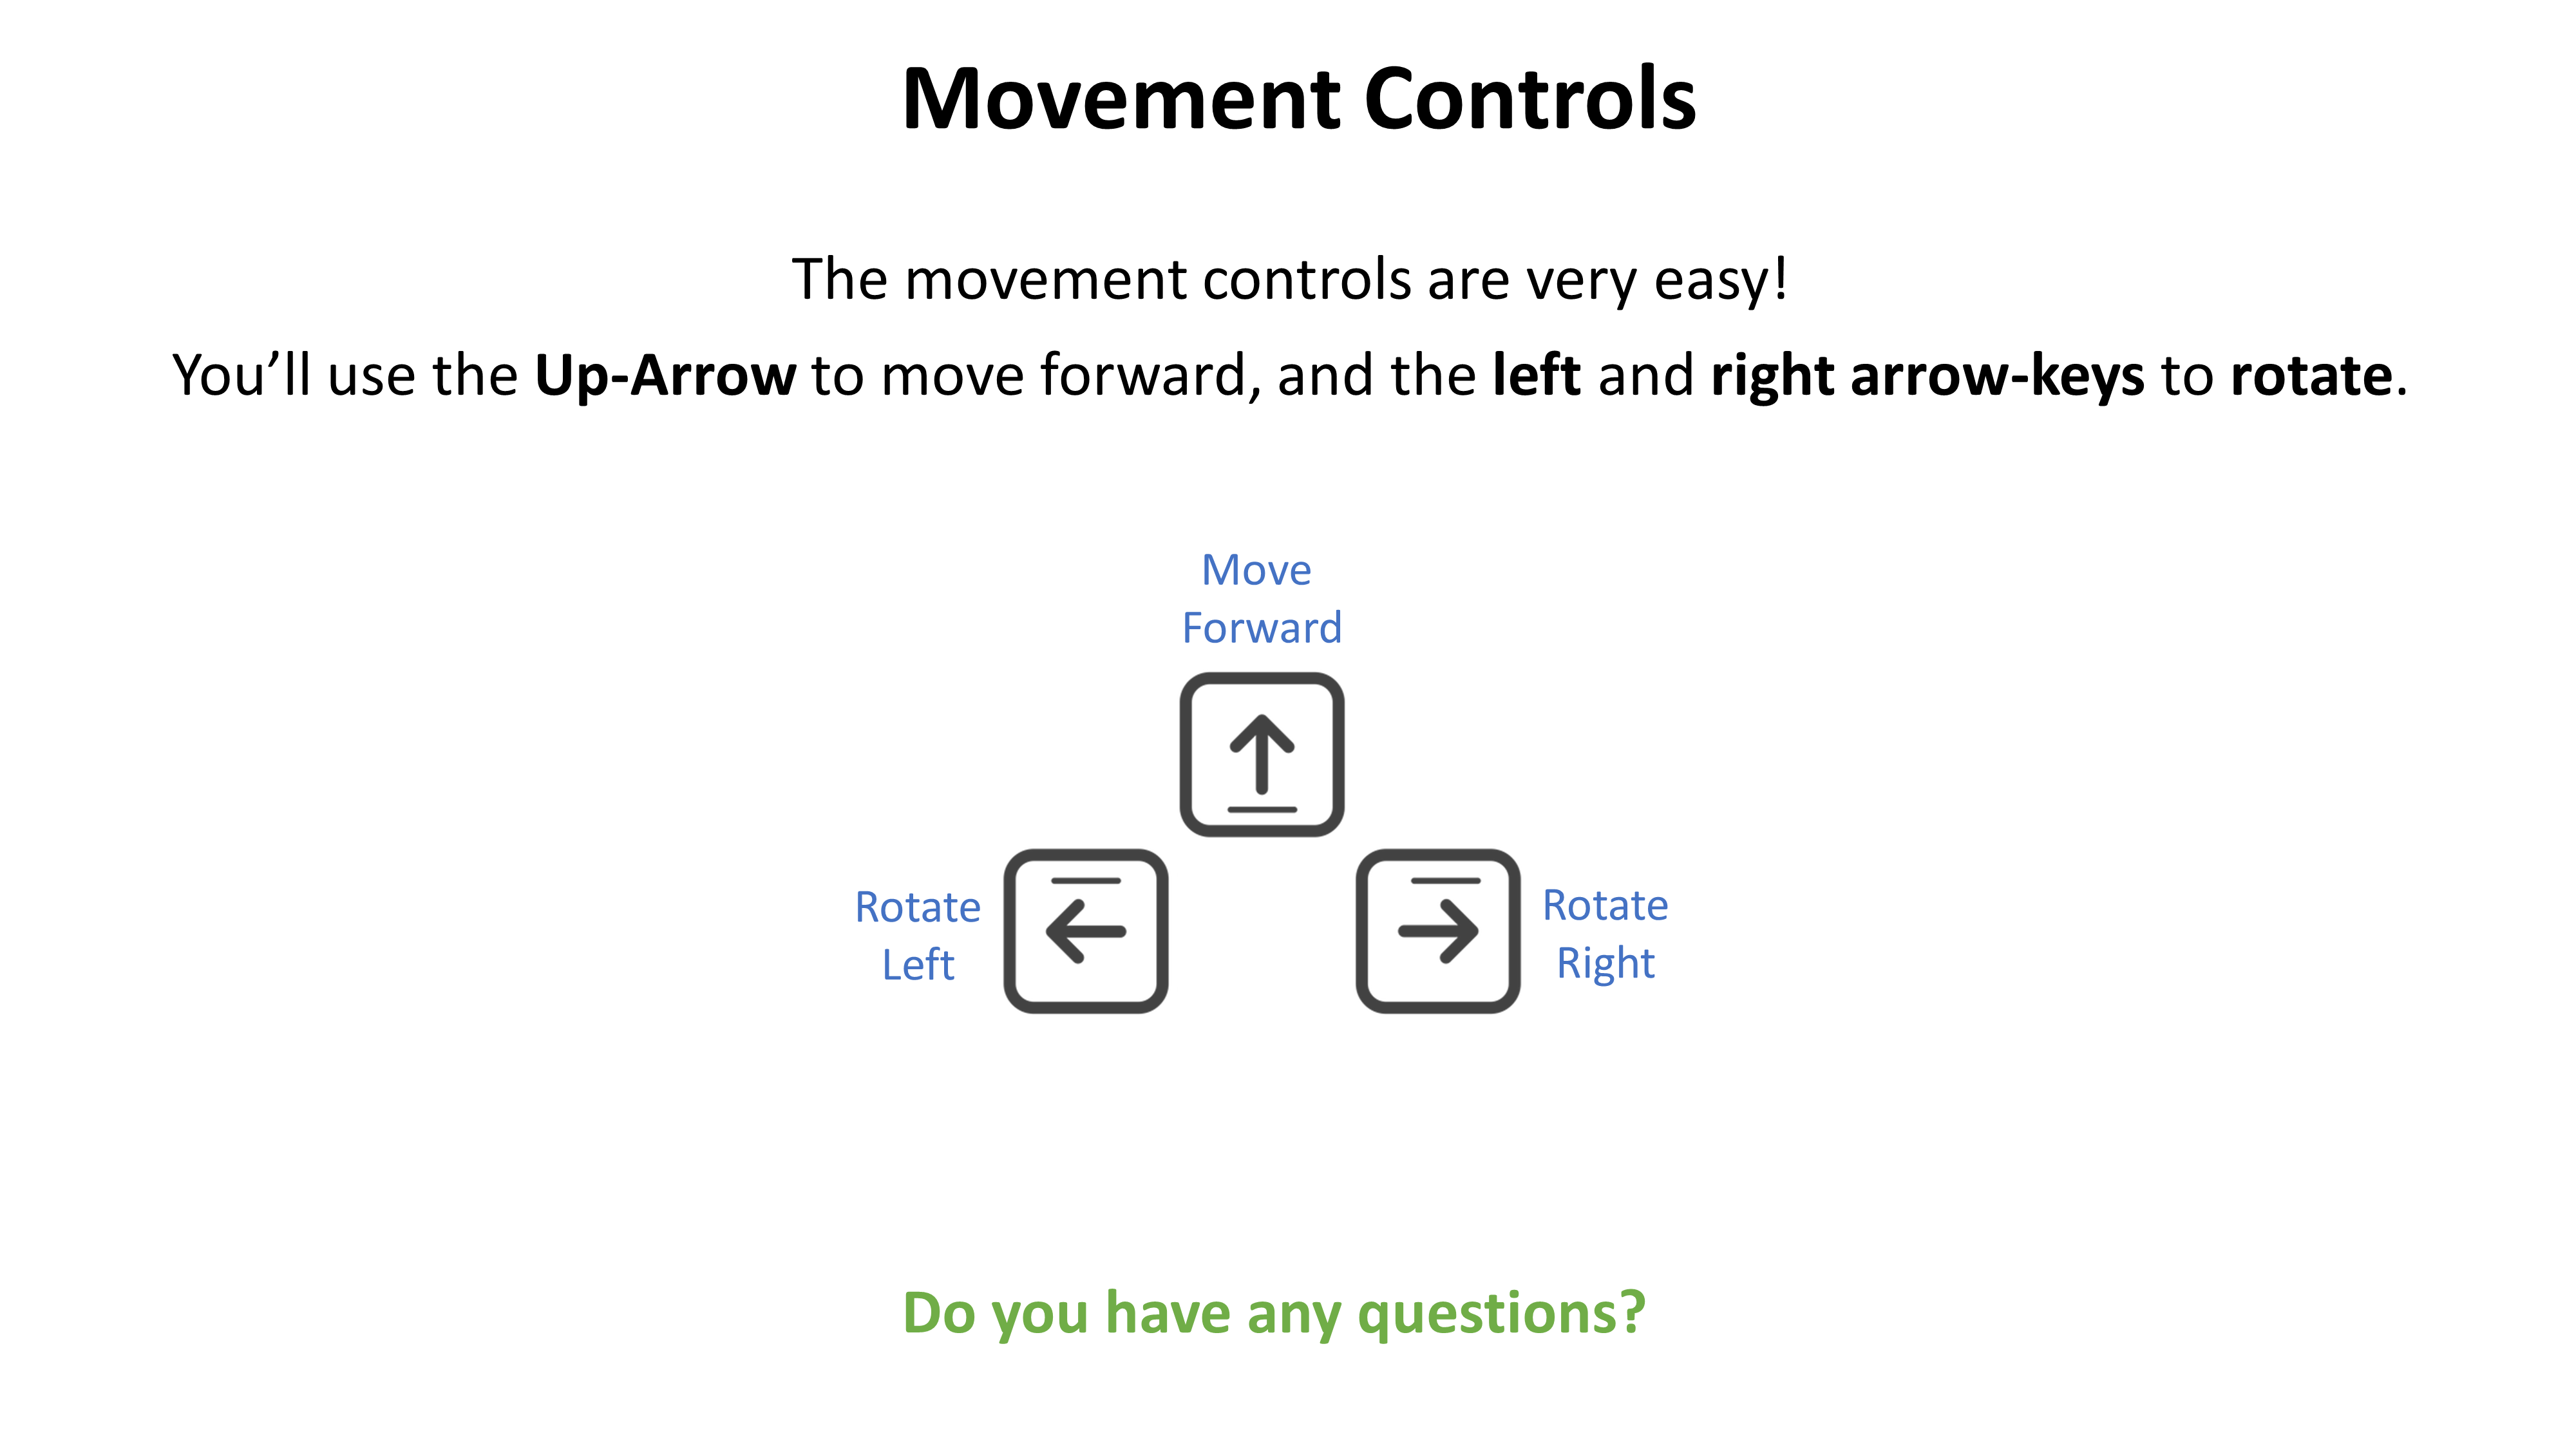 Movement Controls
The movement controls are very easy!
You’ll use the Up-Arrow to move forward, and the left and right arrow-keys to rotate.
Move
Forward
Rotate
Left
Rotate
Right
Do you have any questions?